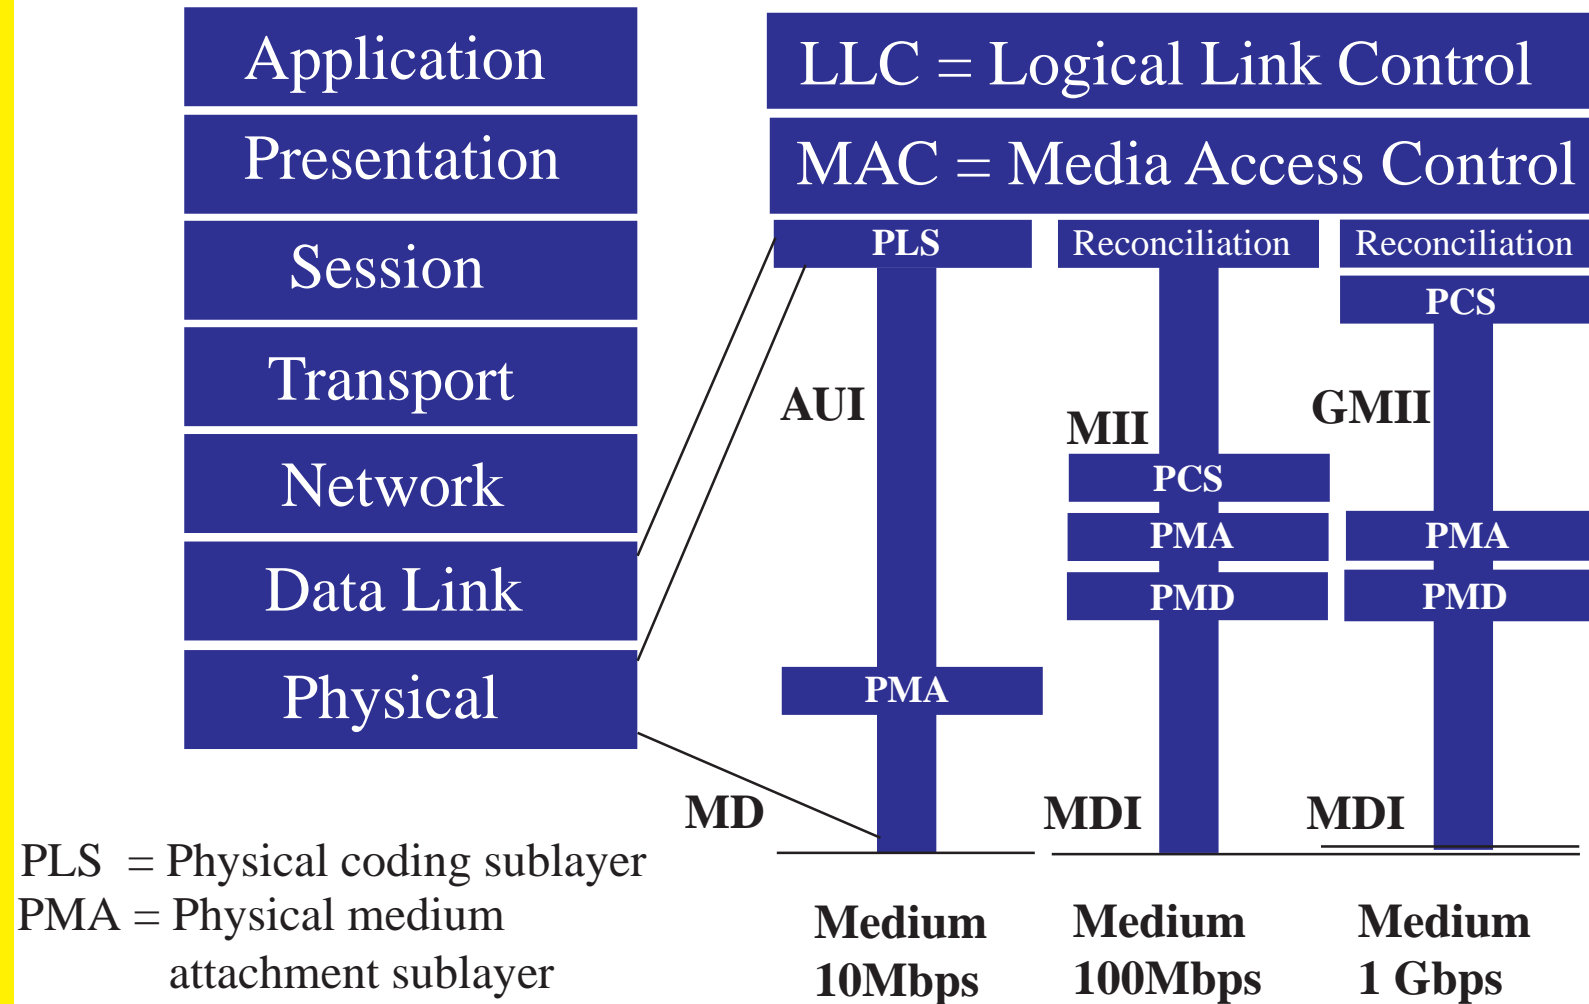 Application
Presentation
Session
Transport
Network
Data Link
Physical
LLC = Logical Link Control
MAC = Media Access Control
PLS
Reconciliation
Reconciliation
PCS
AUI
MII
GMII
PCS
PMA
PMA
PMD
PMD
PMA
MD
MDI
MDI
PLS = Physical coding sublayer
PMA = Physical medium
attachment sublayer
Medium
10Mbps
Medium
100Mbps
Medium
1 Gbps